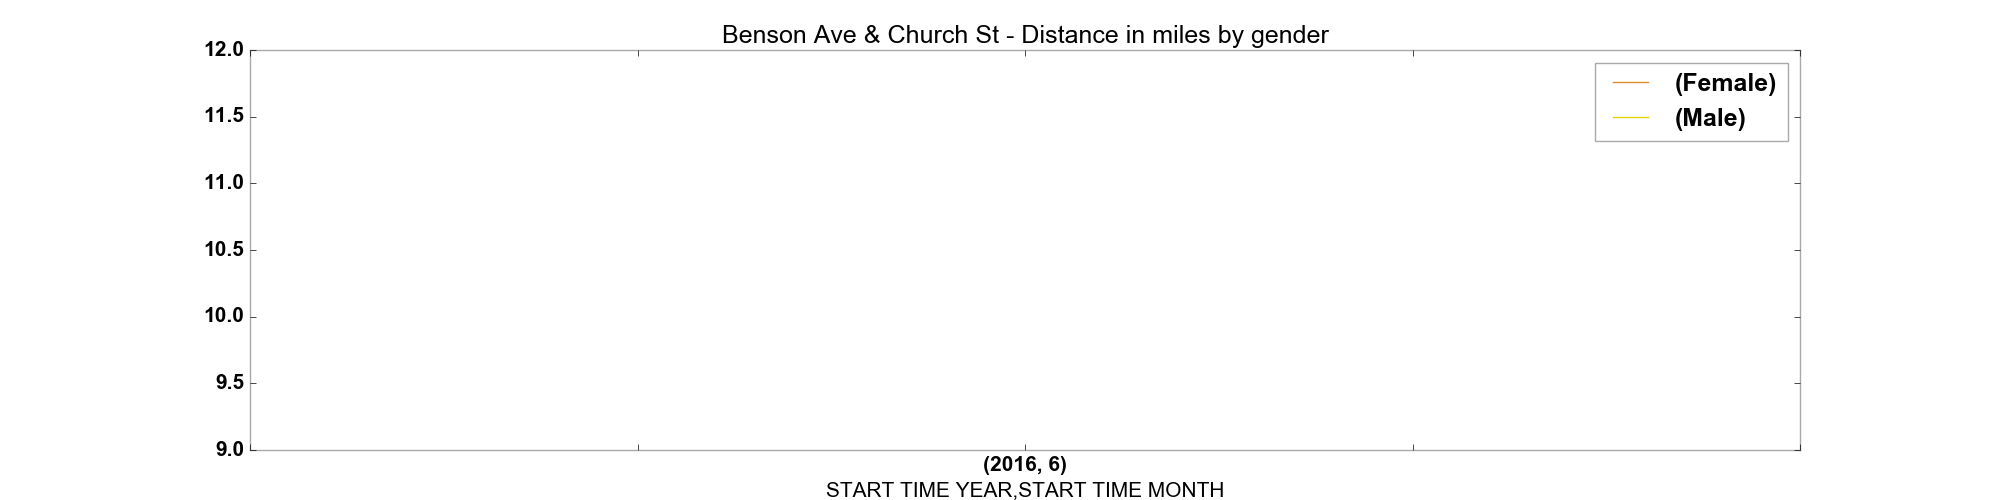 Benson Ave & Church St - Distance in miles by gender
12.0
11.5
11.0
10.5
10.0
9.5
9.0
(Female)
(Male)
(2016, 6)
START TIME YEAR,START TIME MONTH